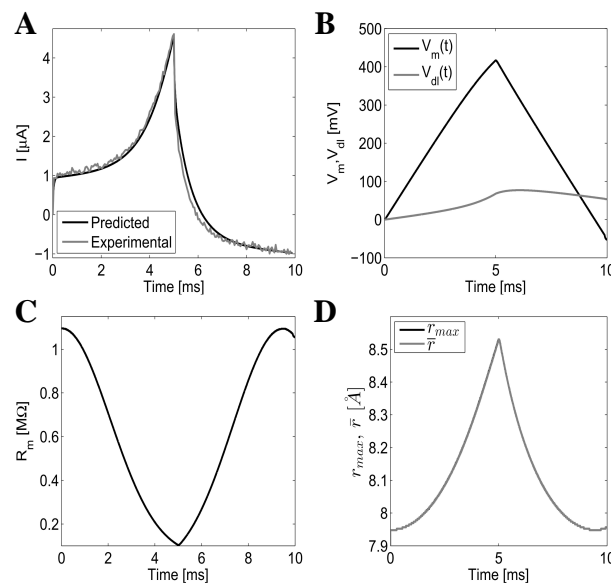 A
B
I [µA]
4
3
2
1
0
−1
Predicted
Experimental
0 2 4 6 8 10
Time [ms]
V_m, V_dl [mV]
500
400
300
200
100
0
−100
V_m(t)
V_dl(t)
0 5 10
Time [ms]
C
D
R_m [MΩ]
1
0.8
0.6
0.4
0.2
0 2 4 6 8 10
Time [ms]
r_max, r̄ [Å]
8.5
8.4
8.3
8.2
8.1
8
7.9
r_max
r̄
0 5 10
Time [ms]